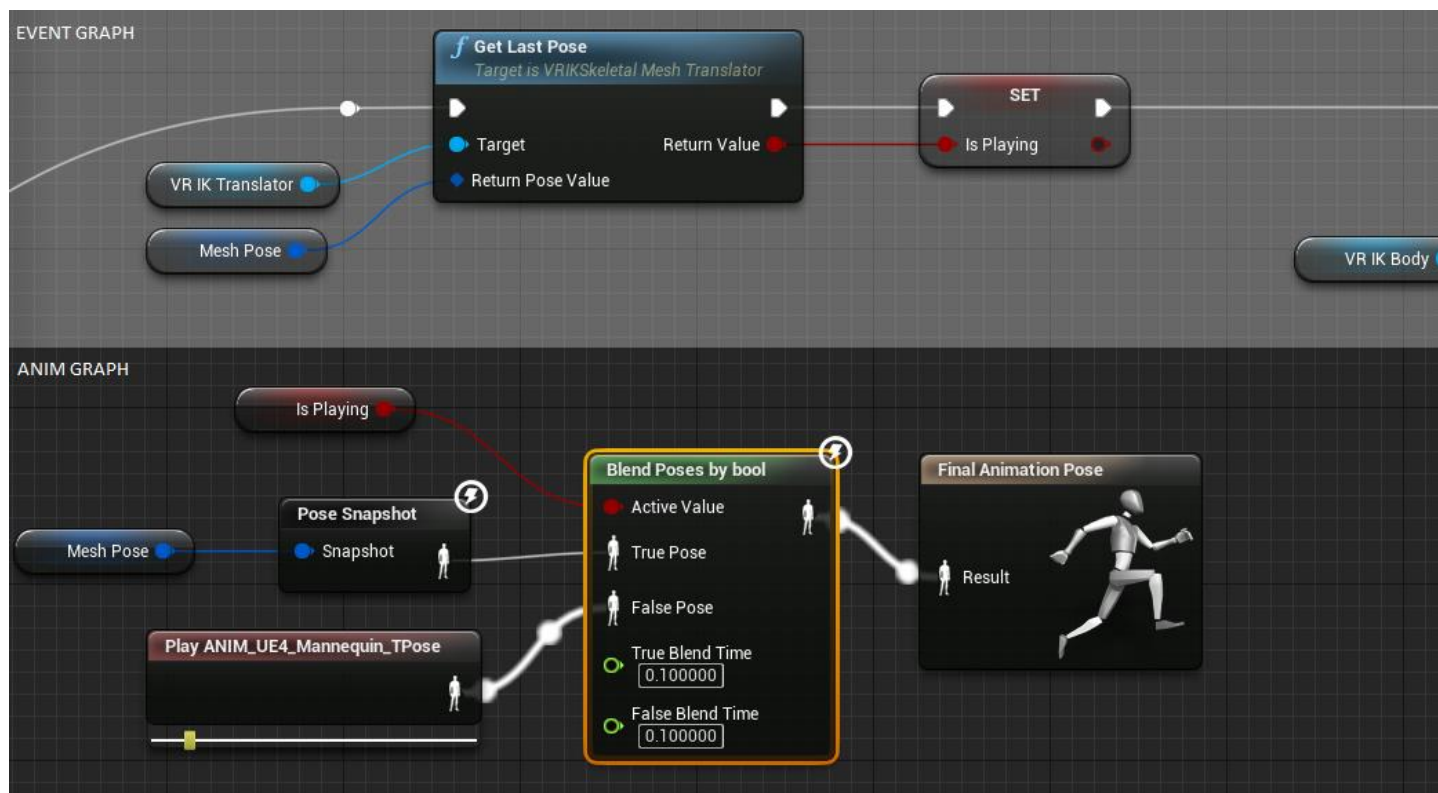 EVENT GRAPH
f Get Last Pose
Target is VRIKSkeletal Mesh Translator
SET
Target
Return Value
Is Playing
VR IK Translator
Return Pose Value
Mesh Pose
VR IK Body
ANIM GRAPH
Is Playing
Blend Poses by bool
Final Animation Pose
Active Value
Pose Snapshot
Mesh Pose
Snapshot
True Pose
Result
False Pose
Play ANIM_UE4_Mannequin_TPose
True Blend Time
0.100000
False Blend Time
0.100000